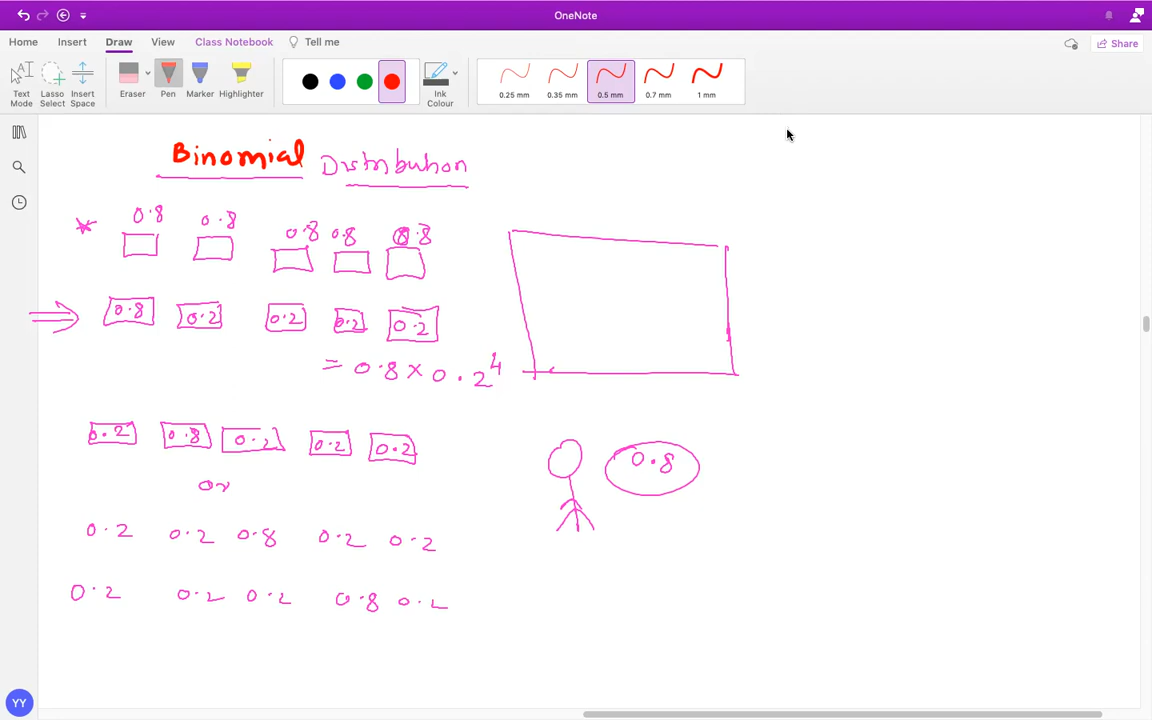 OneNote
Home Insert Draw View Class Notebook Tell me
Share
Text Mode
Lasso Select
Insert Space
Eraser
Pen
Marker
Highlighter
Ink Colour
0.25 mm
0.35 mm
0.5 mm
0.7 mm
1 mm
Binomial Distribution
* 0.8 0.8 0.8 0.8 0.8
⇒ 0.8 0.2 0.2 0.2 0.2
= 0.8 × 0.2⁴
0.2 0.8 0.2 0.2 0.2
0.8
or
0.2 0.2 0.8 0.2 0.2
0.2 0.2 0.2 0.8 0.2
YY